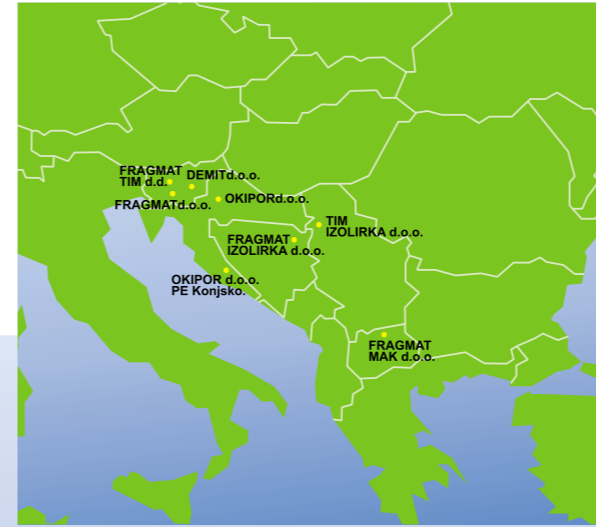 FRAGMAT
TIM d.d.
DEMITd.o.o.
FRAGMATd.o.o.
OKIPORd.o.o.
TIM
IZOLIRKA d.o.o.
FRAGMAT
IZOLIRKA d.o.o.
OKIPOR d.o.o.
PE Konjsko.
FRAGMAT
MAK d.o.o.